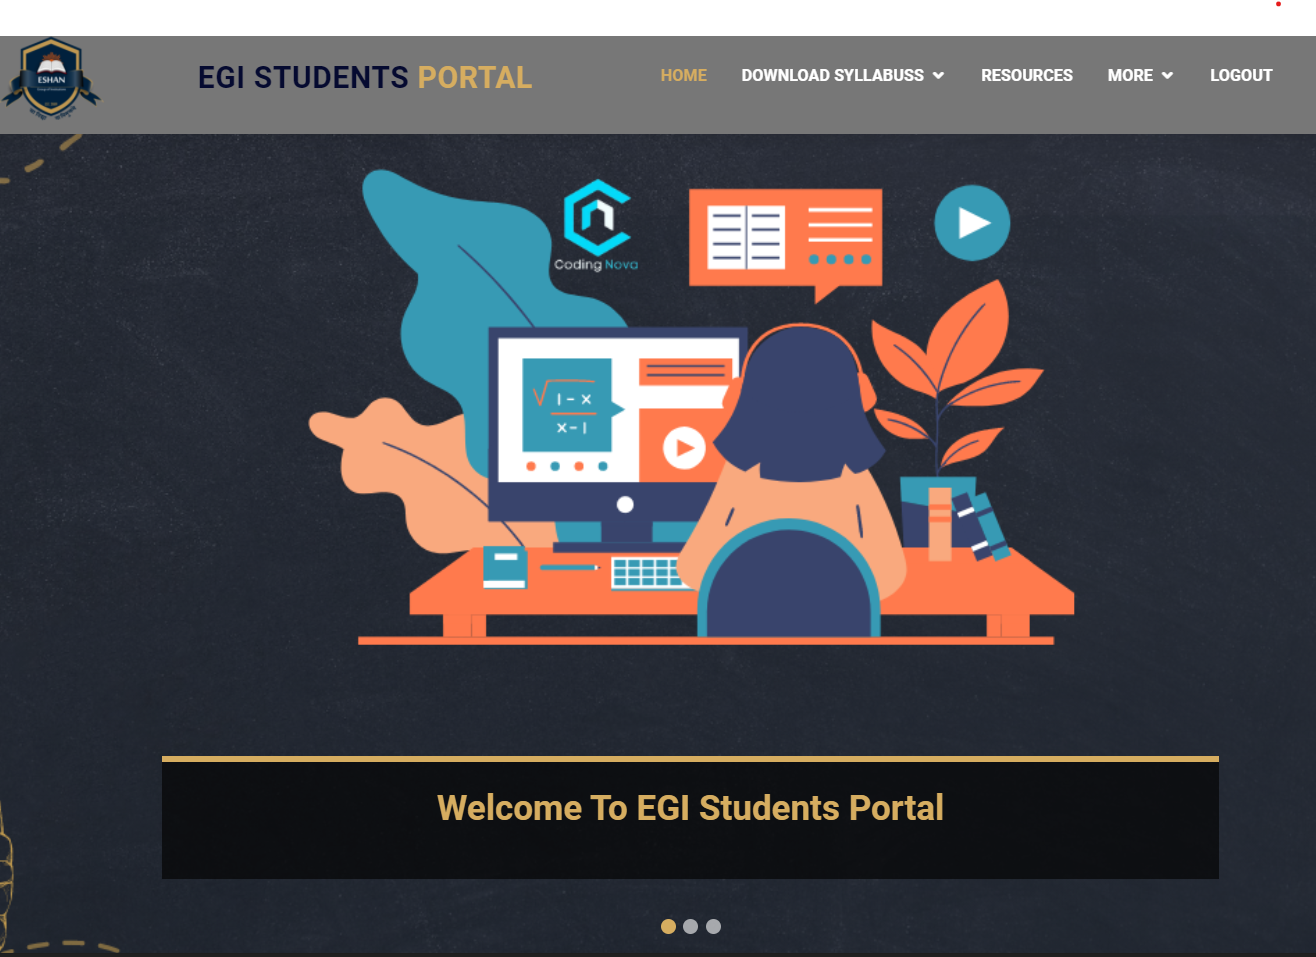 ESHAN
EGI STUDENTS PORTAL
HOME
DOWNLOAD SYLLABUSS
RESOURCES
MORE
LOGOUT
Coding Nova
√
1 - x
x - 1
Welcome To EGI Students Portal